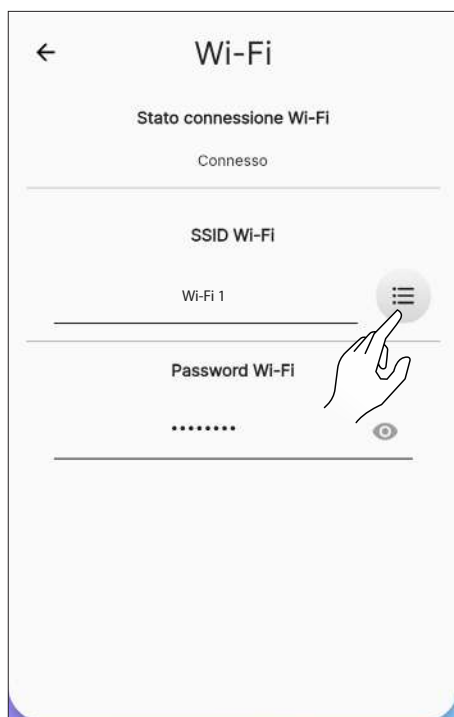 Wi-Fi
Stato connessione Wi-Fi
Connesso
SSID Wi-Fi
Wi-Fi 1
Password Wi-Fi
••••••••